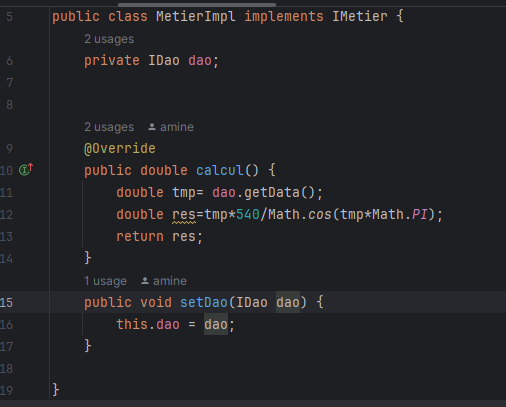 5 public class MetierImpl implements IMetier {
2 usages
6 private IDao dao;
7
8
2 usages amine
9 @Override
10 public double calcul() {
11 double tmp= dao.getData();
12 double res=tmp*540/Math.cos(tmp*Math.PI);
13 return res;
14 }
1 usage amine
15 public void setDao(IDao dao) {
16 this.dao = dao;
17 }
18
19 }